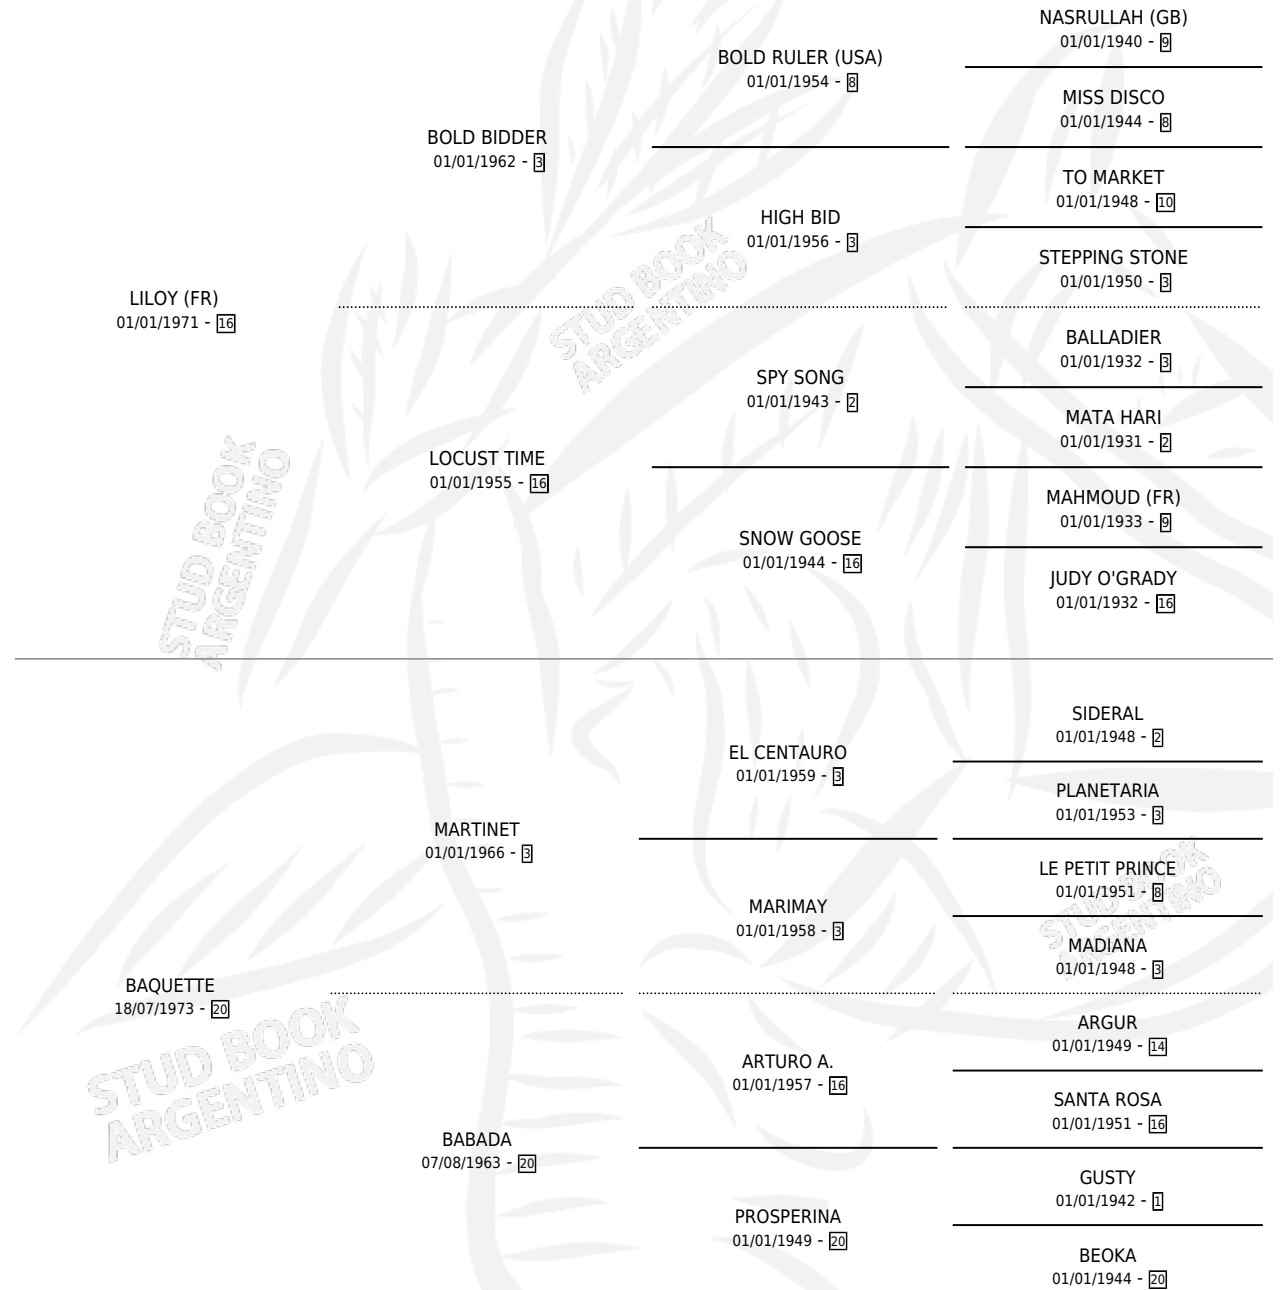 NASRULLAH (GB)
01/01/1940 - 9
BOLD RULER (USA)
01/01/1954 - 8
MISS DISCO
01/01/1944 - 8
BOLD BIDDER
01/01/1962 - 3
TO MARKET
01/01/1948 - 10
HIGH BID
01/01/1956 - 3
STEPPING STONE
01/01/1950 - 3
LILOY (FR)
01/01/1971 - 16
BALLADIER
01/01/1932 - 3
SPY SONG
01/01/1943 - 2
MATA HARI
01/01/1931 - 2
LOCUST TIME
01/01/1955 - 16
MAHMOUD (FR)
01/01/1933 - 9
SNOW GOOSE
01/01/1944 - 16
JUDY O'GRADY
01/01/1932 - 16
SIDERAL
01/01/1948 - 2
EL CENTAURO
01/01/1959 - 3
PLANETARIA
01/01/1953 - 3
MARTINET
01/01/1966 - 3
LE PETIT PRINCE
01/01/1951 - 8
MARIMAY
01/01/1958 - 3
MADIANA
01/01/1948 - 3
BAQUETTE
18/07/1973 - 20
ARGUR
01/01/1949 - 14
ARTURO A.
01/01/1957 - 16
SANTA ROSA
01/01/1951 - 16
BABADA
07/08/1963 - 20
GUSTY
01/01/1942 - 1
PROSPERINA
01/01/1949 - 20
BEOKA
01/01/1944 - 20
STUD BOOK
ARGENTINO
STUD BOOK
ARGENTINO
STUD BOOK
ARGENTINO
STUD BOOK
ARGENTINO